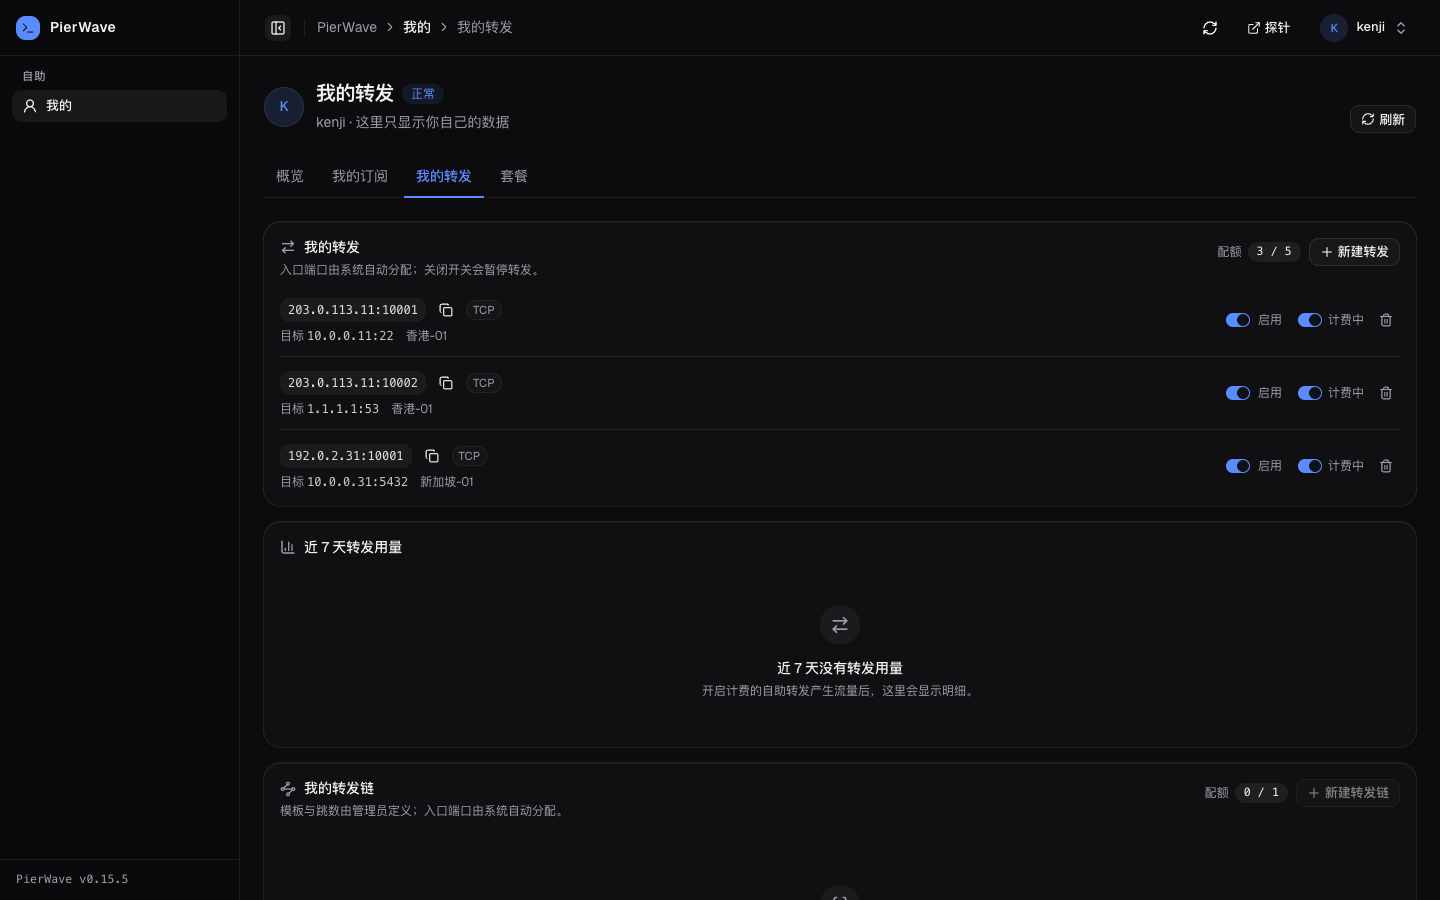 PierWave
PierWave > 我的 > 我的转发
探针
K
kenji
自助
我的
K
我的转发
正常
kenji · 这里只显示你自己的数据
刷新
概览
我的订阅
我的转发
套餐
我的转发
入口端口由系统自动分配；关闭开关会暂停转发。
配额 3 / 5
新建转发
203.0.113.11:10001
TCP
目标 10.0.0.11:22 香港-01
启用
计费中
203.0.113.11:10002
TCP
目标 1.1.1.1:53 香港-01
启用
计费中
192.0.2.31:10001
TCP
目标 10.0.0.31:5432 新加坡-01
启用
计费中
近 7 天转发用量
近 7 天没有转发用量
开启计费的自助转发产生流量后，这里会显示明细。
我的转发链
模板与跳数由管理员定义；入口端口由系统自动分配。
配额 0 / 1
新建转发链
PierWave v0.15.5